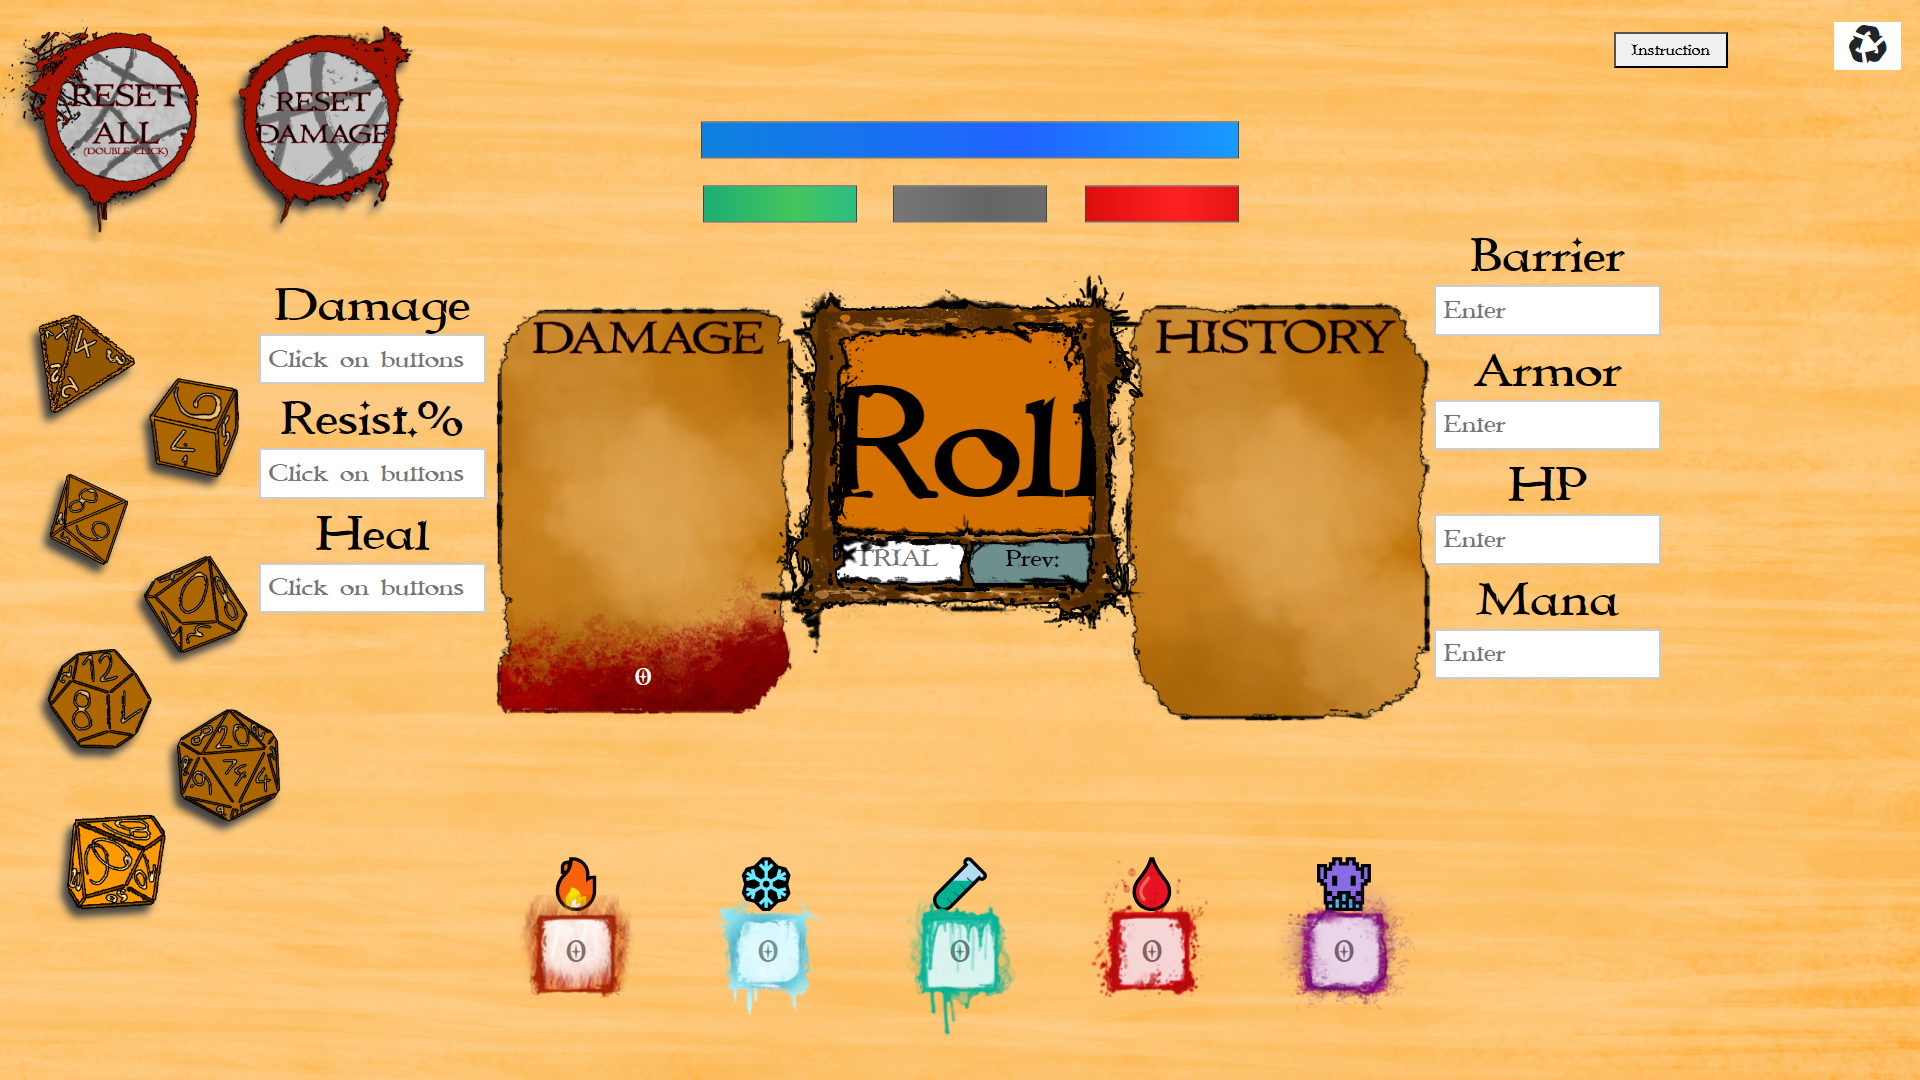 RESET
ALL
(DOUBLE CLICK)
RESET
DAMAGE
Instruction
Damage
Click on buttons
Resist.%
Click on buttons
Heal
Click on buttons
DAMAGE
0
Roll
TRIAL
Prev:
HISTORY
Barrier
Enter
Armor
Enter
HP
Enter
Mana
Enter
0
0
0
0
0